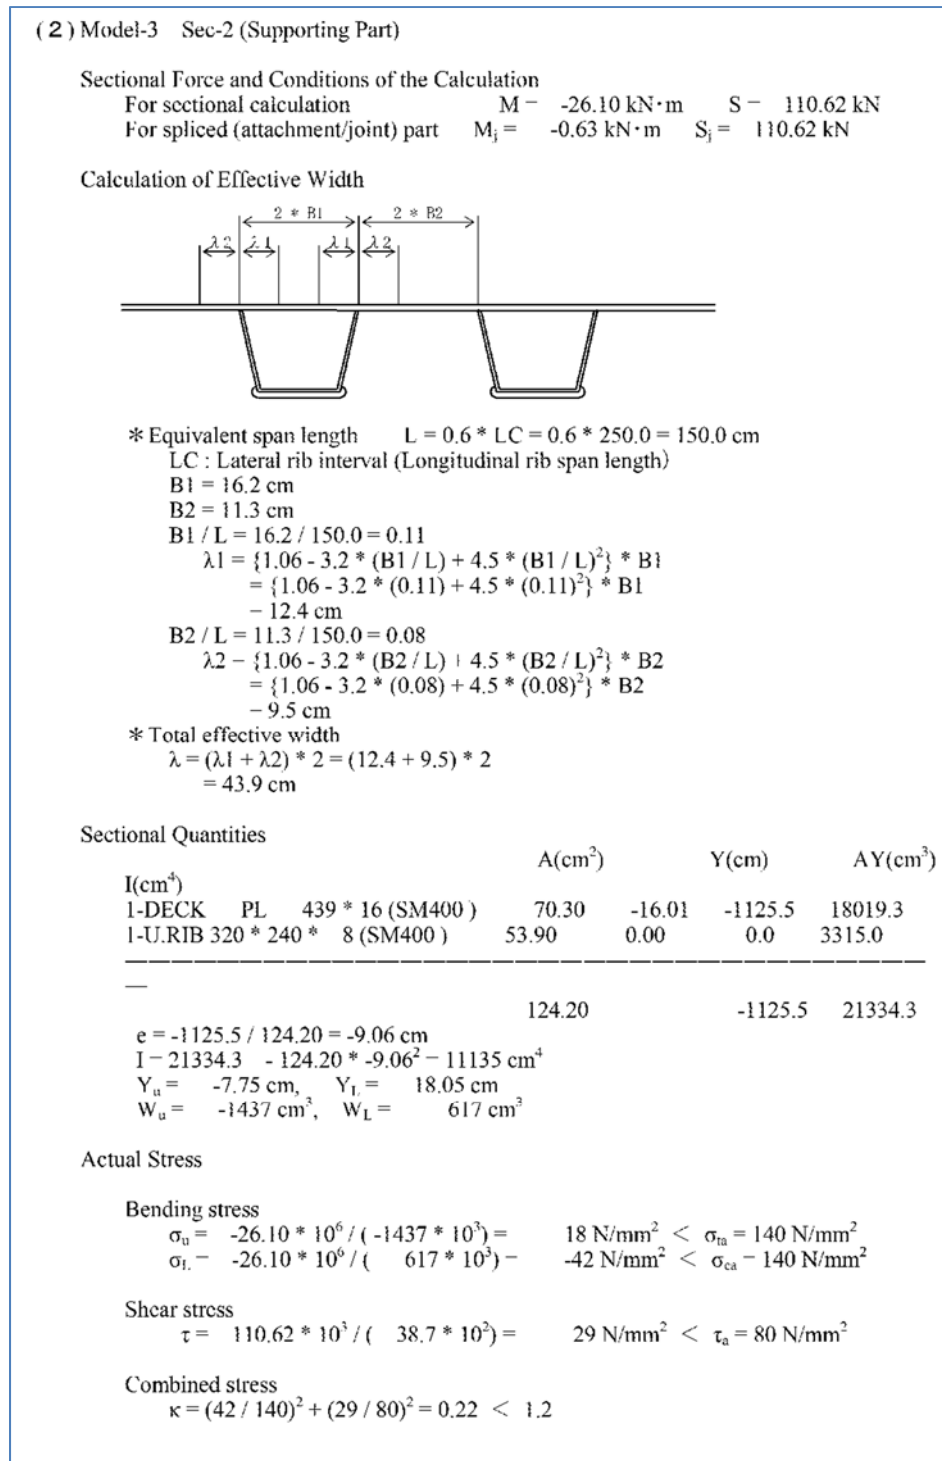 (2) Model-3 Sec-2 (Supporting Part)
Sectional Force and Conditions of the Calculation
For sectional calculation M = -26.10 kN·m S = 110.62 kN
For spliced (attachment/joint) part Mj = -0.63 kN·m Sj = 110.62 kN
Calculation of Effective Width
2 * B1 2 * B2
λ2 λ1 λ1 λ2
* Equivalent span length L = 0.6 * LC = 0.6 * 250.0 = 150.0 cm
LC : Lateral rib interval (Longitudinal rib span length)
B1 = 16.2 cm
B2 = 11.3 cm
B1 / L = 16.2 / 150.0 = 0.11
λ1 = {1.06 - 3.2 * (B1 / L) + 4.5 * (B1 / L)²} * B1
= {1.06 - 3.2 * (0.11) + 4.5 * (0.11)²} * B1
= 12.4 cm
B2 / L = 11.3 / 150.0 = 0.08
λ2 = {1.06 - 3.2 * (B2 / L) + 4.5 * (B2 / L)²} * B2
= {1.06 - 3.2 * (0.08) + 4.5 * (0.08)²} * B2
= 9.5 cm
* Total effective width
λ = (λ1 + λ2) * 2 = (12.4 + 9.5) * 2
= 43.9 cm
Sectional Quantities
A(cm²) Y(cm) AY(cm³)
I(cm⁴)
1-DECK PL 439 * 16 (SM400 ) 70.30 -16.01 -1125.5 18019.3
1-U.RIB 320 * 240 * 8 (SM400 ) 53.90 0.00 0.0 3315.0
124.20 -1125.5 21334.3
e = -1125.5 / 124.20 = -9.06 cm
I = 21334.3 - 124.20 * -9.06² = 11135 cm⁴
Yu = -7.75 cm, YL = 18.05 cm
Wu = -1437 cm³, WL = 617 cm³
Actual Stress
Bending stress
σu = -26.10 * 10⁶ / ( -1437 * 10³) = 18 N/mm² < σta = 140 N/mm²
σL = -26.10 * 10⁶ / ( 617 * 10³) = -42 N/mm² < σca = 140 N/mm²
Shear stress
τ = 110.62 * 10³ / ( 38.7 * 10²) = 29 N/mm² < τa = 80 N/mm²
Combined stress
κ = (42 / 140)² + (29 / 80)² = 0.22 < 1.2